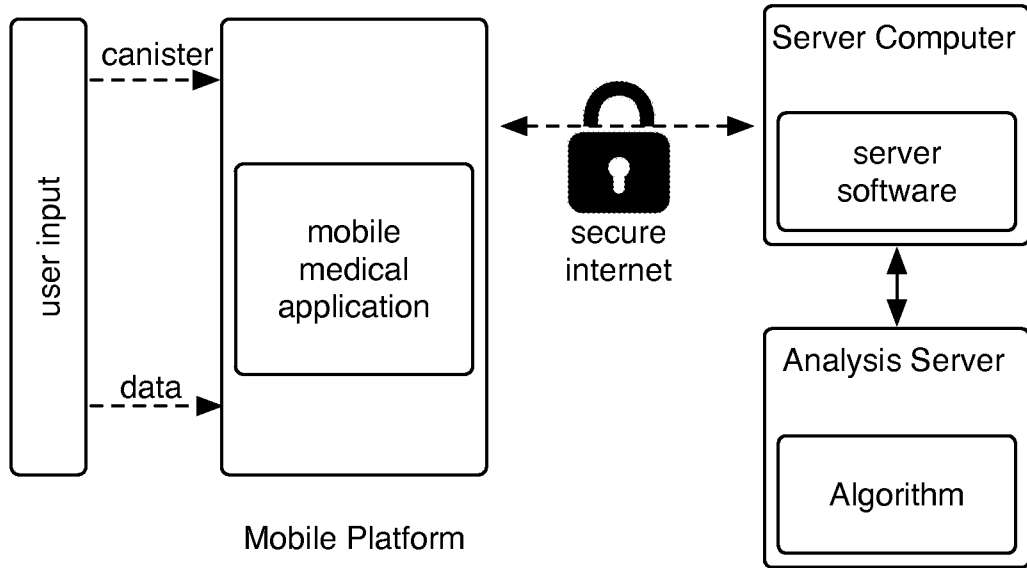 user input
canister
data
mobile
medical
application
Mobile Platform
secure
internet
Server Computer
server
software
Analysis Server
Algorithm